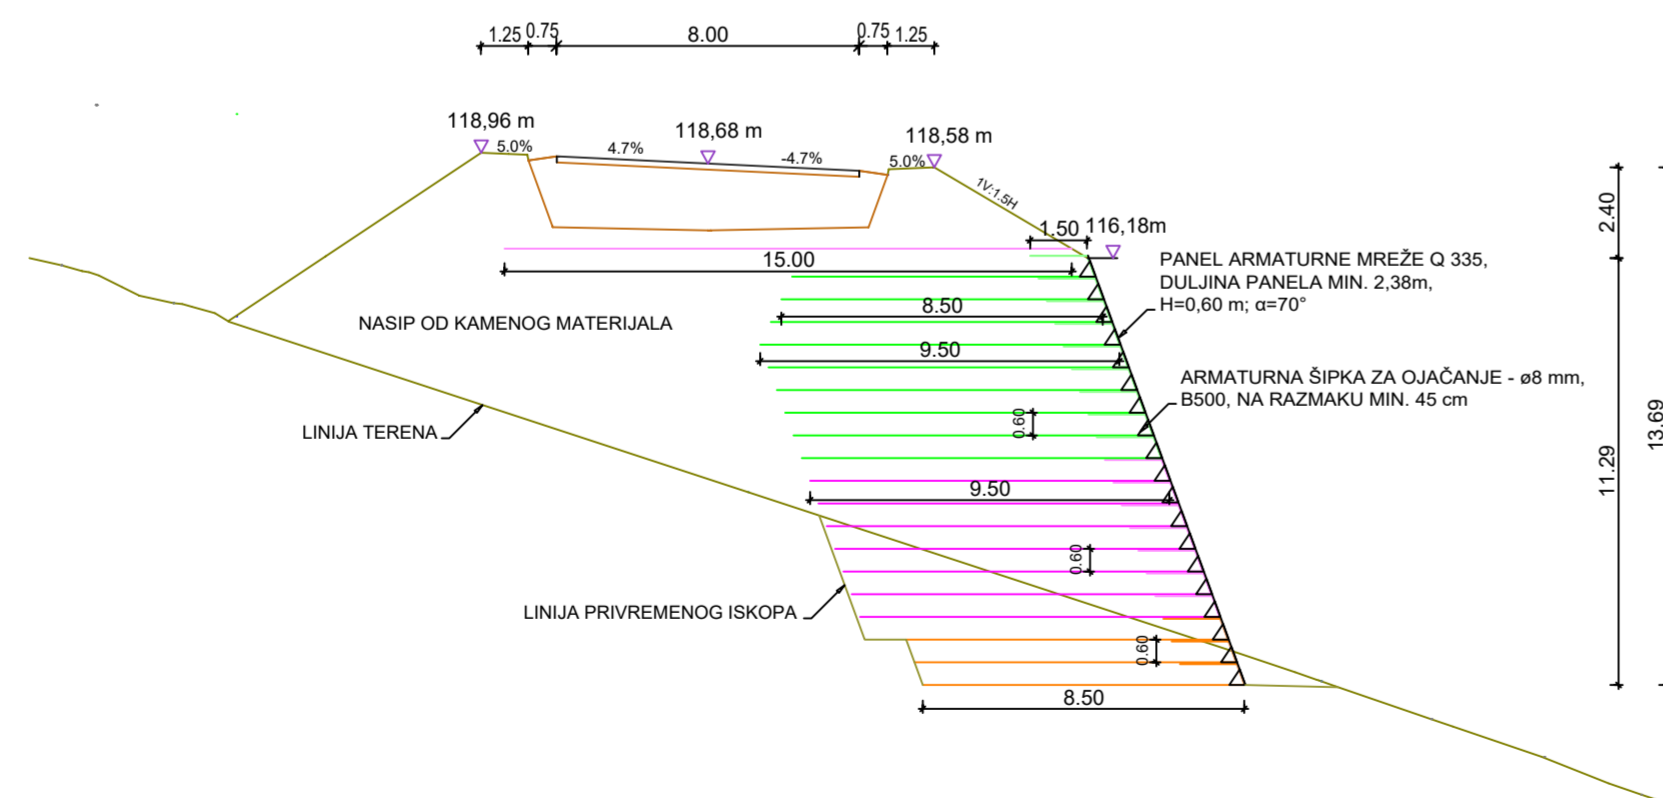 1.25 0.75 8.00 0.75 1.25
118,96 m
118,68 m
118,58 m
5.0%
4.7%
-4.7%
5.0%
1V:1.5H
2.40
1.50
116,18m
15.00
PANEL ARMATURNE MREŽE Q 335,
DULJINA PANELA MIN. 2,38m,
H=0,60 m; α=70°
8.50
NASIP OD KAMENOG MATERIJALA
9.50
ARMATURNA ŠIPKA ZA OJAČANJE - ø8 mm,
B500, NA RAZMAKU MIN. 45 cm
0.60
LINIJA TERENA
13.69
11.29
9.50
0.60
LINIJA PRIVREMENOG ISKOPA
0.60
8.50